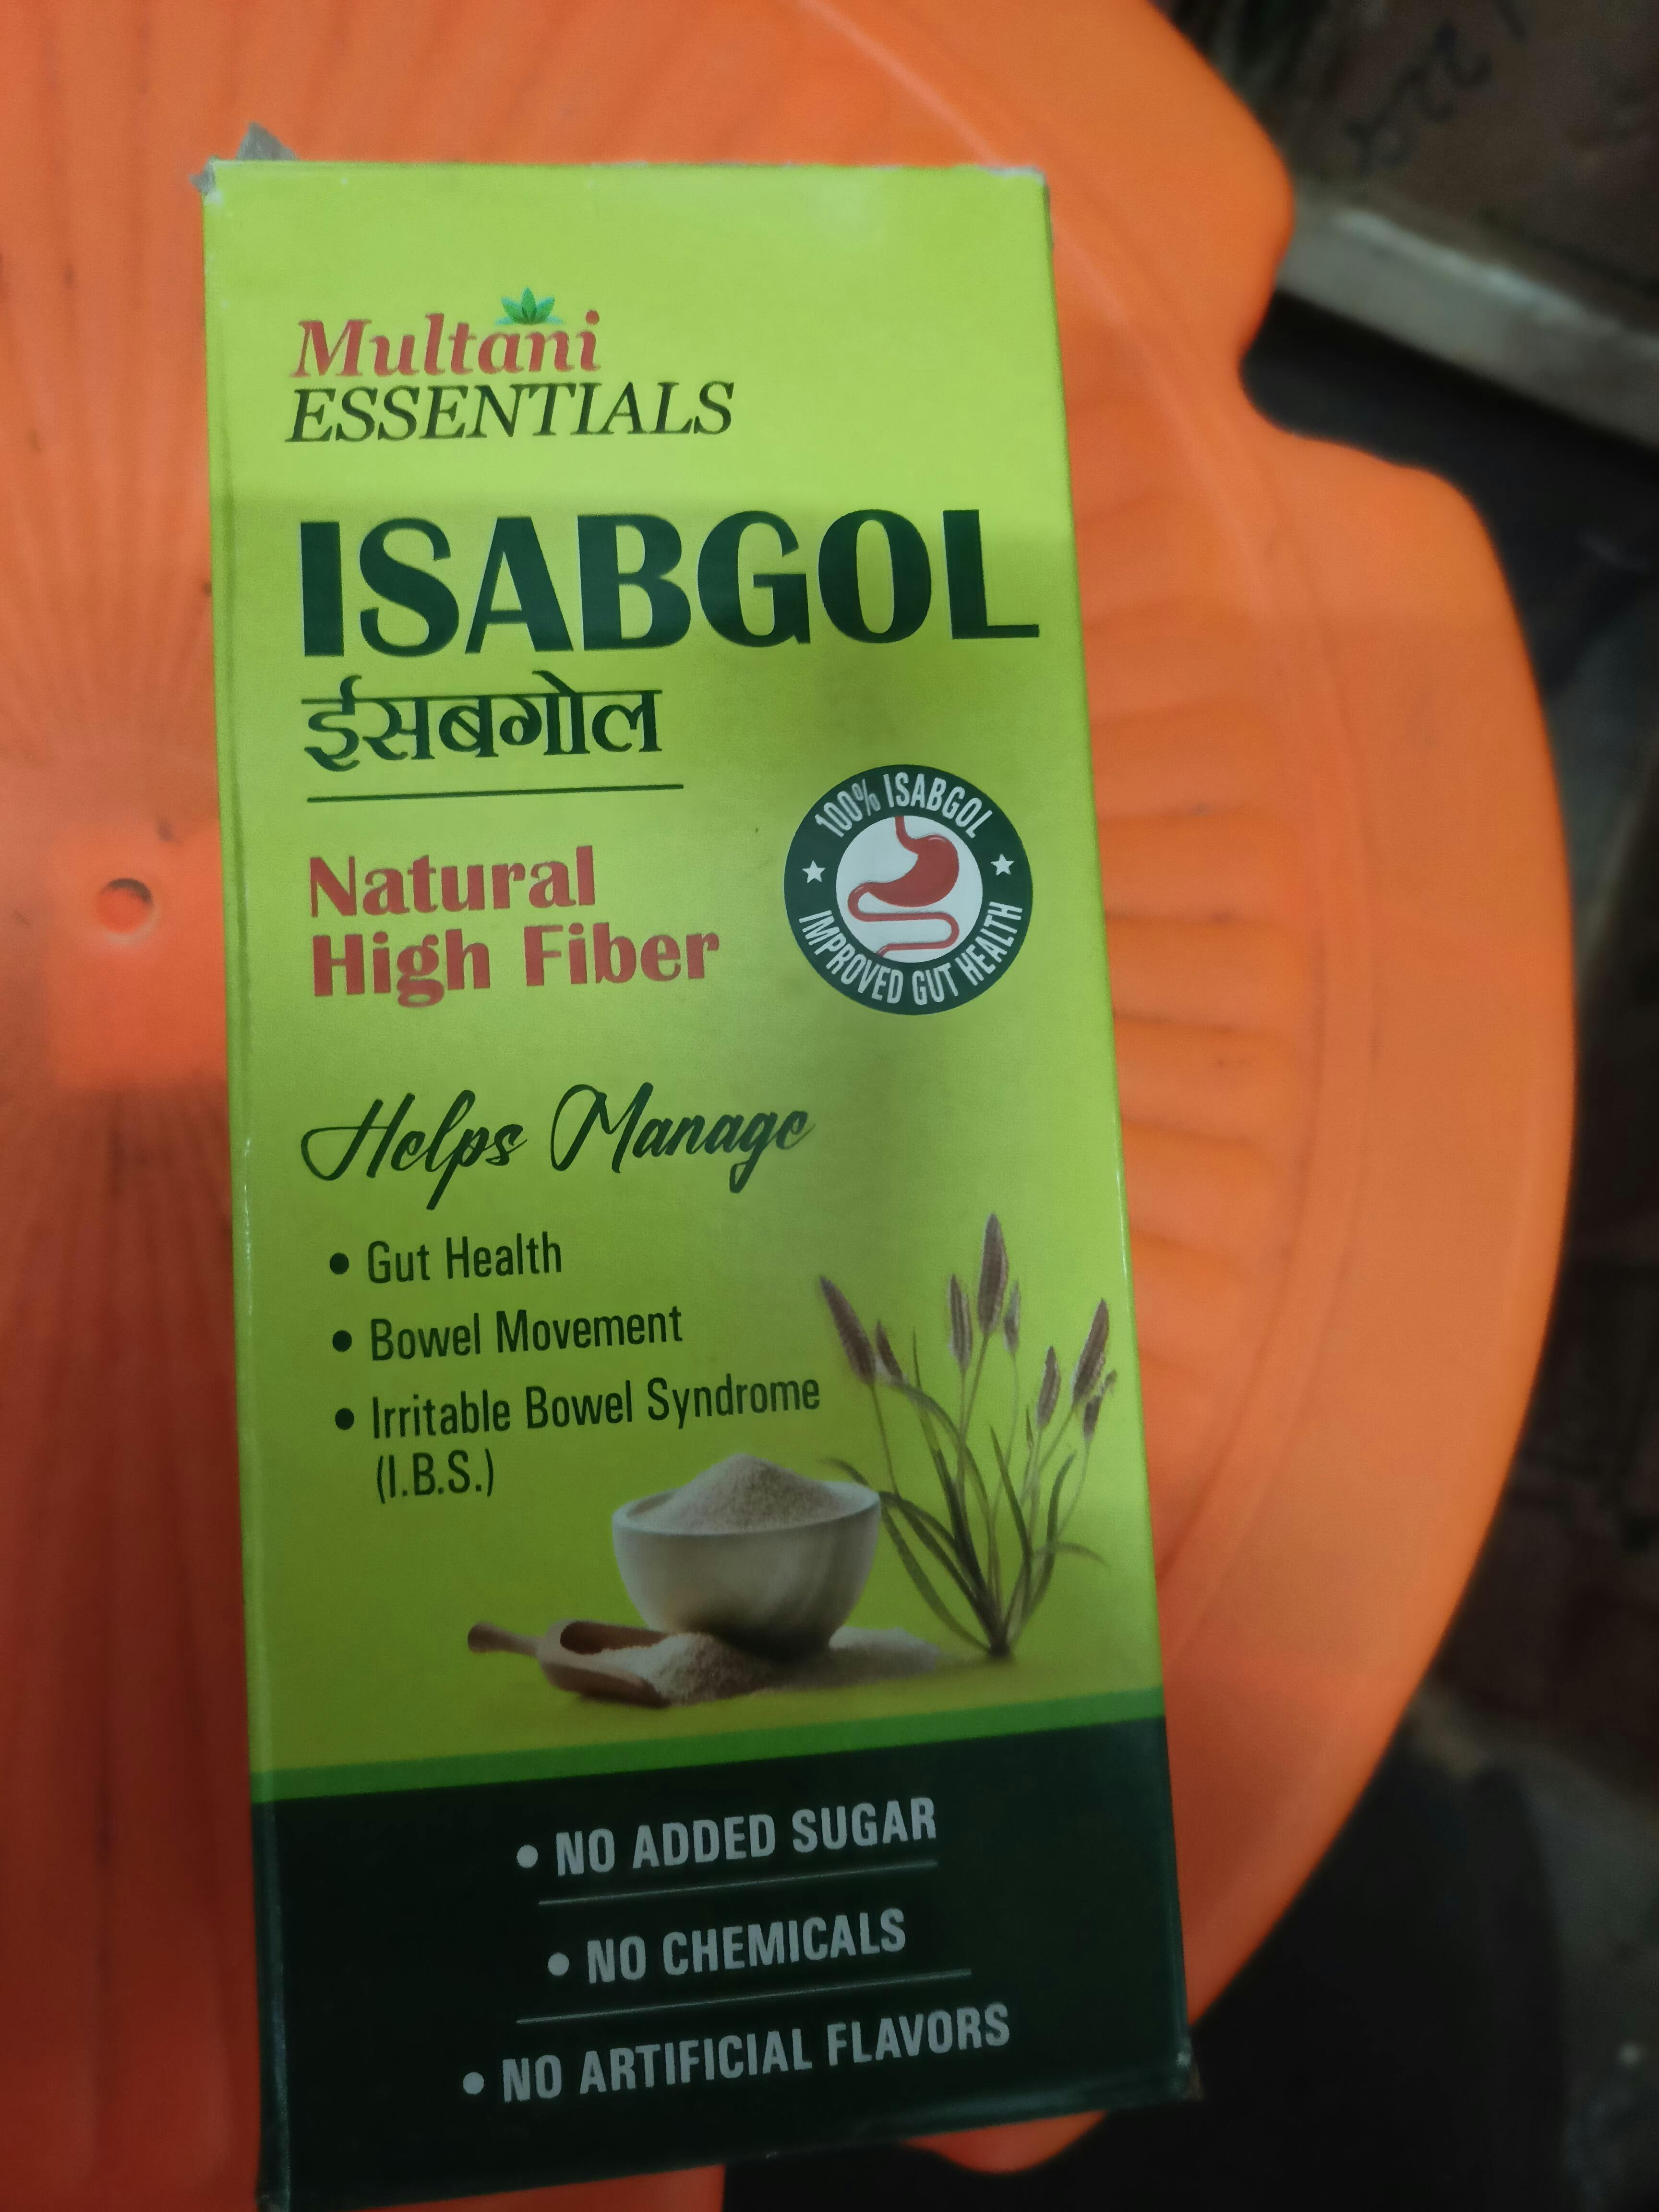 Multani
ESSENTIALS
ISABGOL
ईसबगोल
Natural
High Fiber
100% ISABGOL
IMPROVED GUT HEALTH
Helps Manage
• Gut Health
• Bowel Movement
• Irritable Bowel Syndrome
(I.B.S.)
• NO ADDED SUGAR
• NO CHEMICALS
• NO ARTIFICIAL FLAVORS